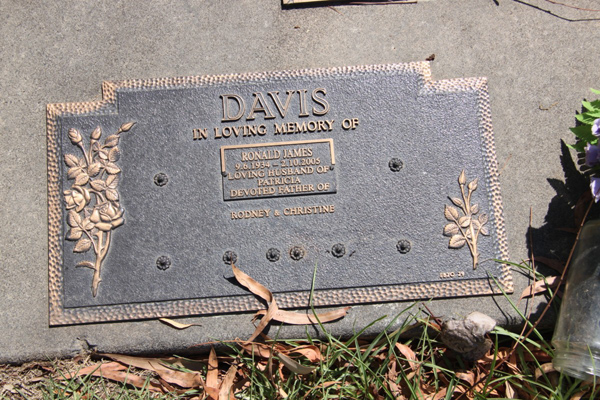 DAVIS
IN LOVING MEMORY OF
RONALD JAMES
9.6.1934 – 2.10.2005
LOVING HUSBAND OF
PATRICIA
DEVOTED FATHER OF
RODNEY & CHRISTINE